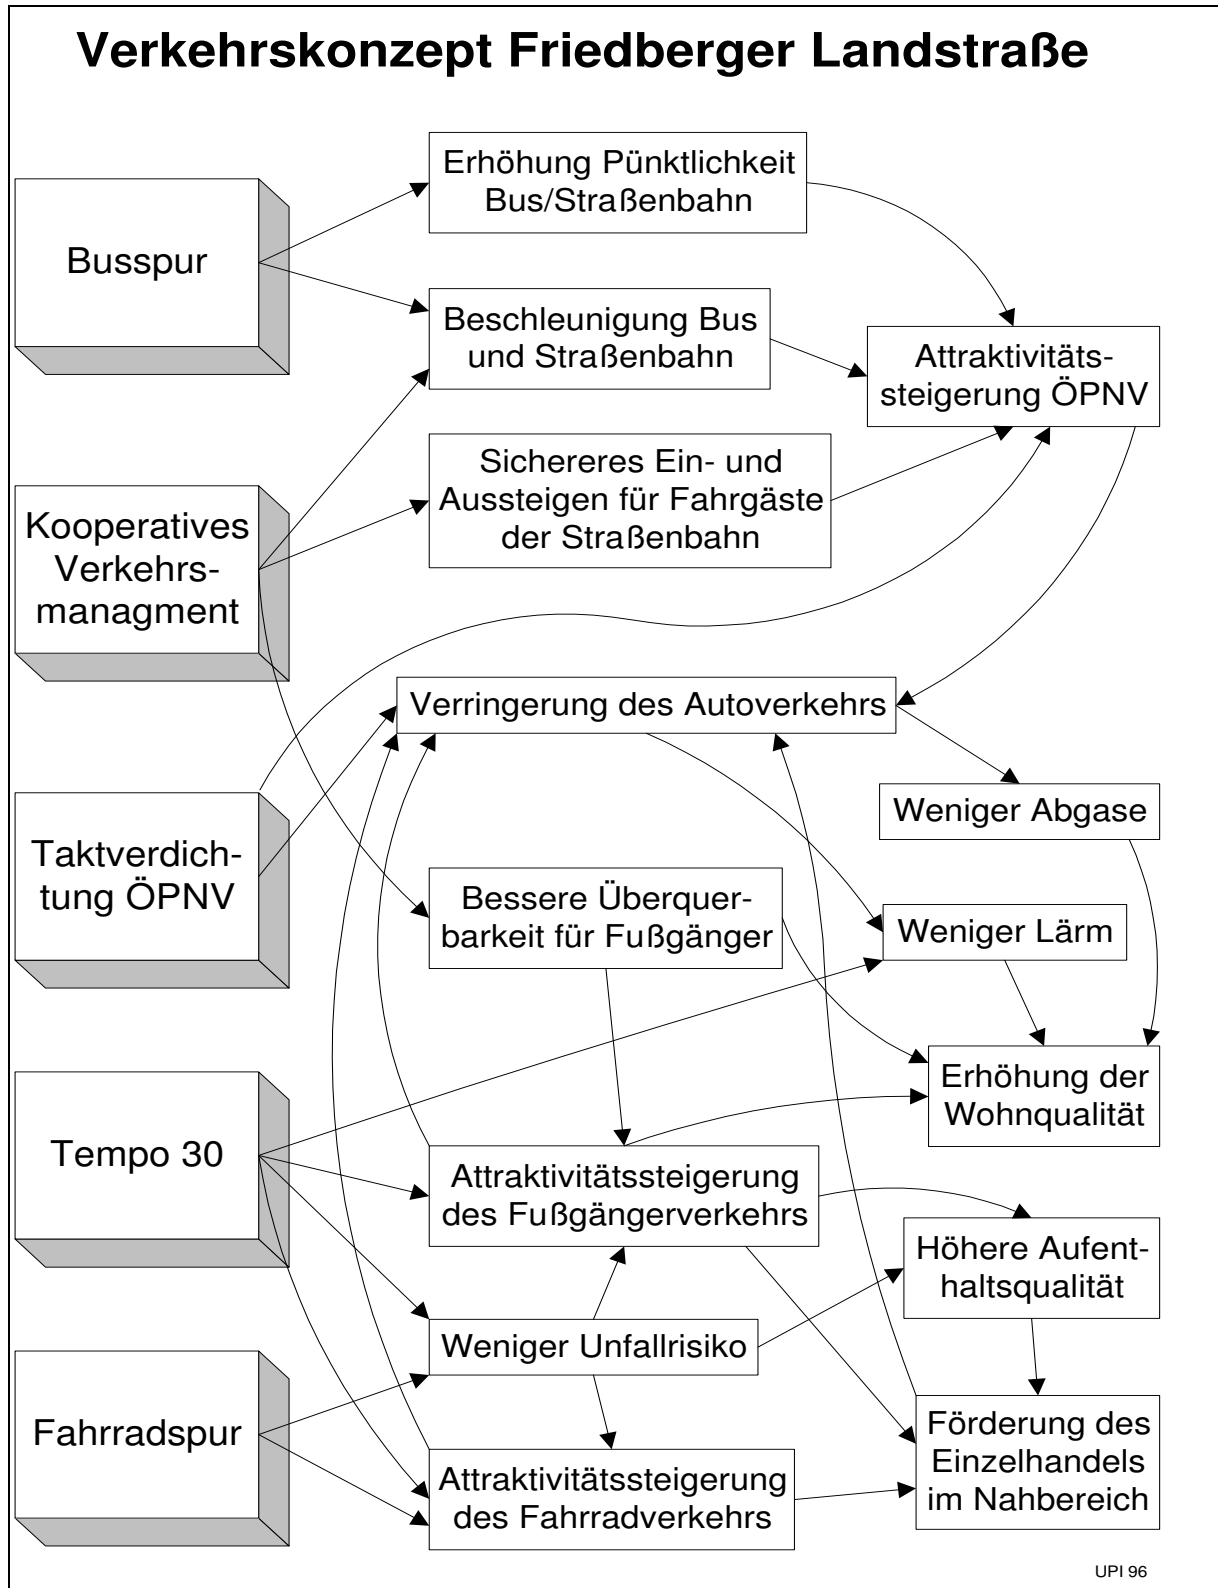 Verkehrskonzept Friedberger Landstraße
Erhöhung Pünktlichkeit
Bus/Straßenbahn
Busspur
Beschleunigung Bus
und Straßenbahn
Attraktivitäts-
steigerung ÖPNV
Sichereres Ein- und
Aussteigen für Fahrgäste
der Straßenbahn
Kooperatives
Verkehrs-
managment
Verringerung des Autoverkehrs
Weniger Abgase
Taktverdich-
tung ÖPNV
Bessere Überquer-
barkeit für Fußgänger
Weniger Lärm
Erhöhung der
Wohnqualität
Tempo 30
Attraktivitätssteigerung
des Fußgängerverkehrs
Höhere Aufent-
haltsqualität
Weniger Unfallrisiko
Fahrradspur
Förderung des
Einzelhandels
im Nahbereich
Attraktivitätssteigerung
des Fahrradverkehrs
UPI 96